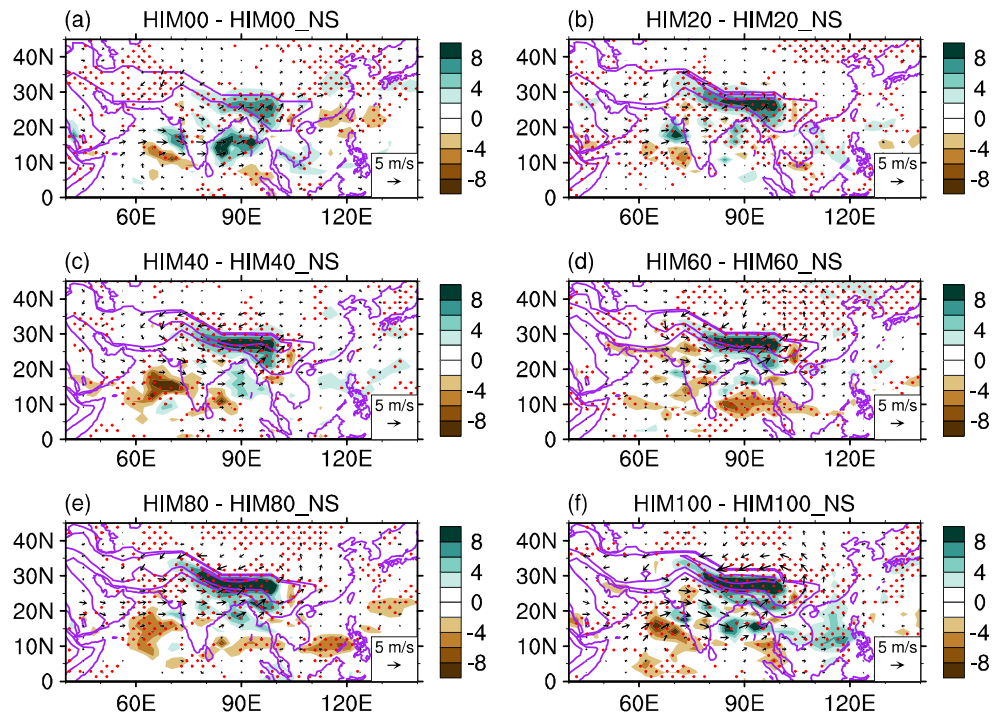 (a) HIM00 - HIM00_NS
40N
30N
20N
10N
0
60E 90E 120E
5 m/s
8
4
0
-4
-8
(b) HIM20 - HIM20_NS
40N
30N
20N
10N
0
60E 90E 120E
5 m/s
8
4
0
-4
-8
(c) HIM40 - HIM40_NS
40N
30N
20N
10N
0
60E 90E 120E
5 m/s
8
4
0
-4
-8
(d) HIM60 - HIM60_NS
40N
30N
20N
10N
0
60E 90E 120E
5 m/s
8
4
0
-4
-8
(e) HIM80 - HIM80_NS
40N
30N
20N
10N
0
60E 90E 120E
5 m/s
8
4
0
-4
-8
(f) HIM100 - HIM100_NS
40N
30N
20N
10N
0
60E 90E 120E
5 m/s
8
4
0
-4
-8